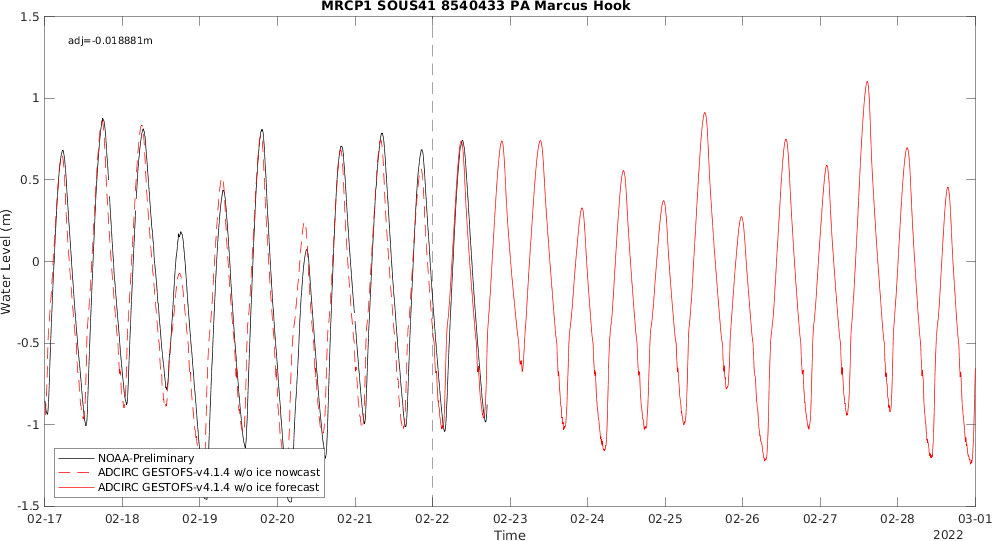 MRCP1 SOUS41 8540433 PA Marcus Hook
adj=-0.018881m
Water Level (m)
1.5
1
0.5
0
-0.5
-1
-1.5
NOAA-Preliminary
ADCIRC GESTOFS-v4.1.4 w/o ice nowcast
ADCIRC GESTOFS-v4.1.4 w/o ice forecast
02-17 02-18 02-19 02-20 02-21 02-22 02-23 02-24 02-25 02-26 02-27 02-28 03-01
Time
2022